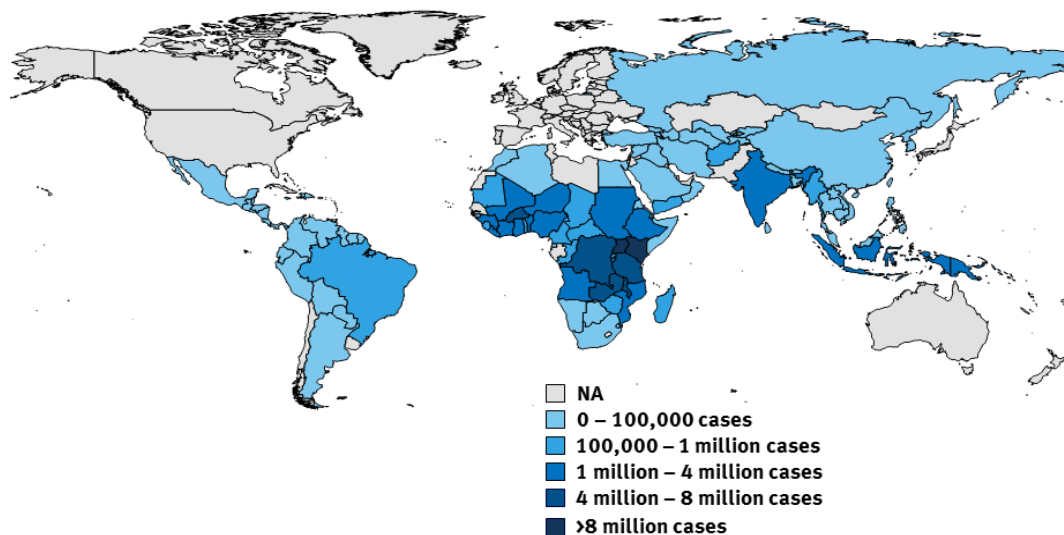 NA
0 – 100,000 cases
100,000 – 1 million cases
1 million – 4 million cases
4 million – 8 million cases
>8 million cases